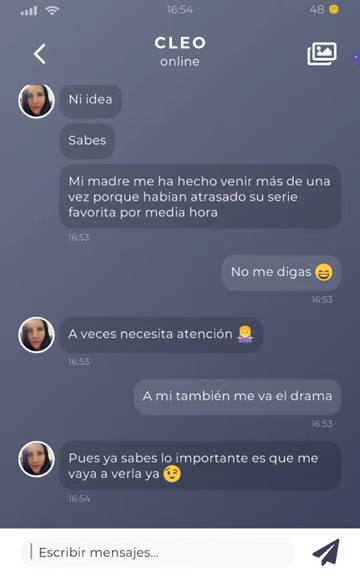 16:54
48
CLEO
online
Ni idea
Sabes
Mi madre me ha hecho venir más de una
vez porque habían atrasado su serie
favorita por media hora
16:53
No me digas 😄
16:53
A veces necesita atención 🤷‍♀️
16:53
A mi también me va el drama
16:53
Pues ya sabes lo importante es que me
vaya a verla ya 😉
16:54
Escribir mensajes...